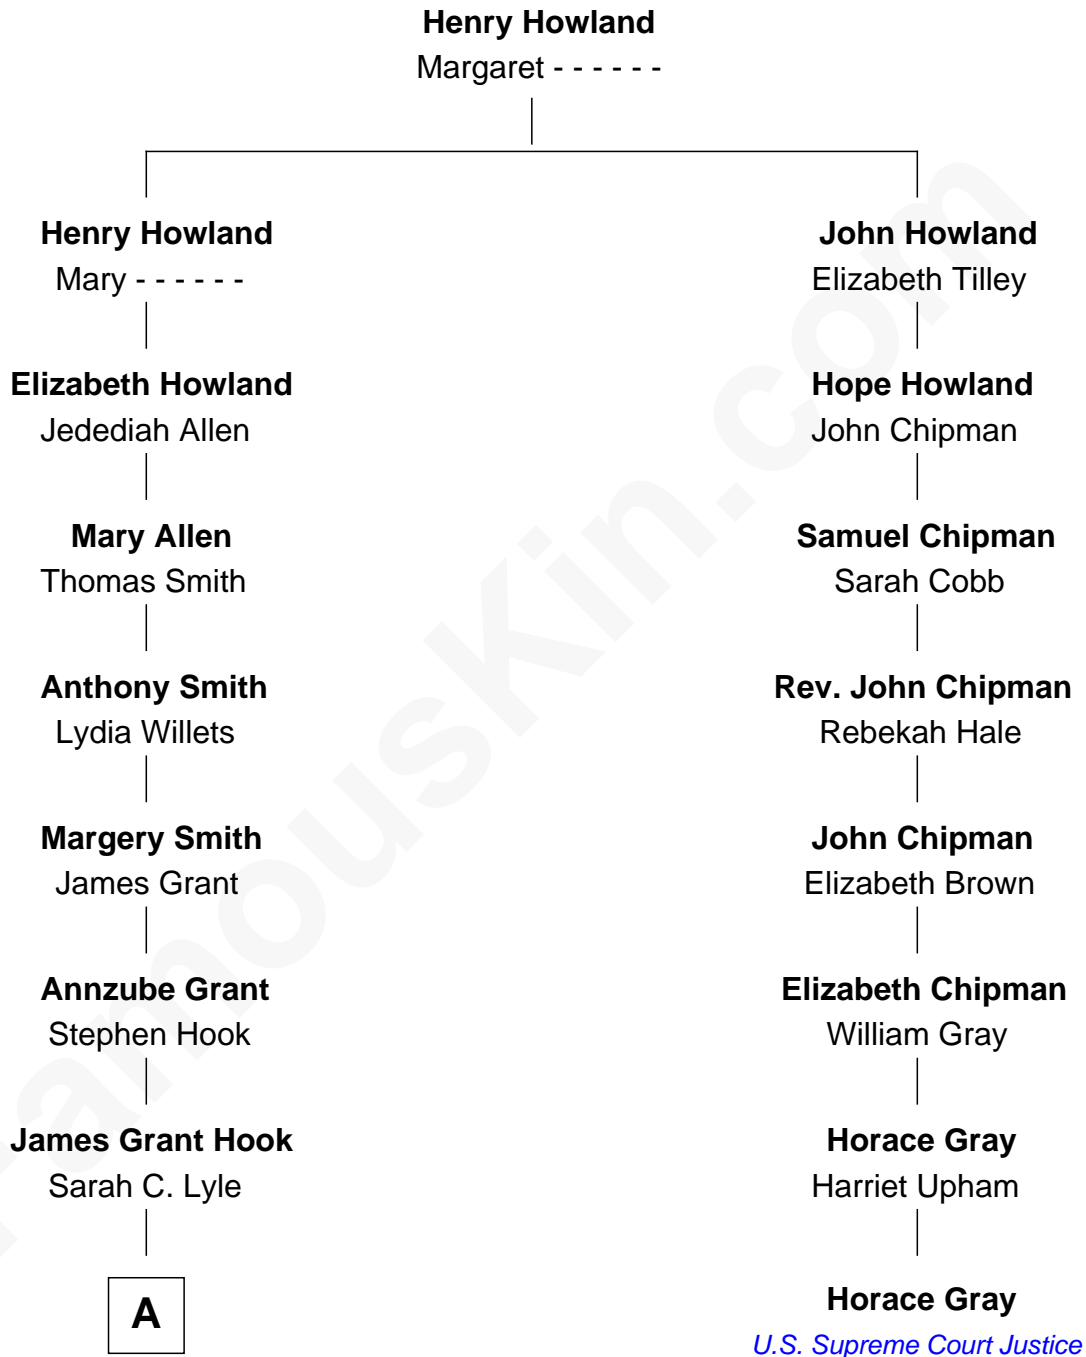 Henry Howland
Margaret - - - - - -
Henry Howland
Mary - - - - - -
John Howland
Elizabeth Tilley
Elizabeth Howland
Jedediah Allen
Hope Howland
John Chipman
Mary Allen
Thomas Smith
Samuel Chipman
Sarah Cobb
Anthony Smith
Lydia Willets
Rev. John Chipman
Rebekah Hale
Margery Smith
James Grant
John Chipman
Elizabeth Brown
Annzube Grant
Stephen Hook
Elizabeth Chipman
William Gray
James Grant Hook
Sarah C. Lyle
Horace Gray
Harriet Upham
A
Horace Gray
U.S. Supreme Court Justice
FamousKin.com